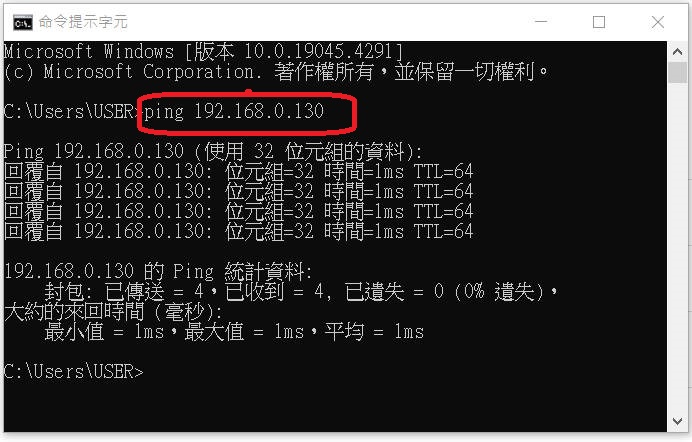 命令提示字元
Microsoft Windows [版本 10.0.19045.4291]
(c) Microsoft Corporation. 著作權所有，並保留一切權利。
C:\Users\USER>ping 192.168.0.130
Ping 192.168.0.130 (使用 32 位元組的資料):
回覆自 192.168.0.130: 位元組=32 時間=1ms TTL=64
回覆自 192.168.0.130: 位元組=32 時間=1ms TTL=64
回覆自 192.168.0.130: 位元組=32 時間=1ms TTL=64
回覆自 192.168.0.130: 位元組=32 時間=1ms TTL=64
192.168.0.130 的 Ping 統計資料:
封包: 已傳送 = 4，已收到 = 4, 已遺失 = 0 (0% 遺失)，
大約的來回時間 (毫秒):
最小值 = 1ms，最大值 = 1ms，平均 = 1ms
C:\Users\USER>